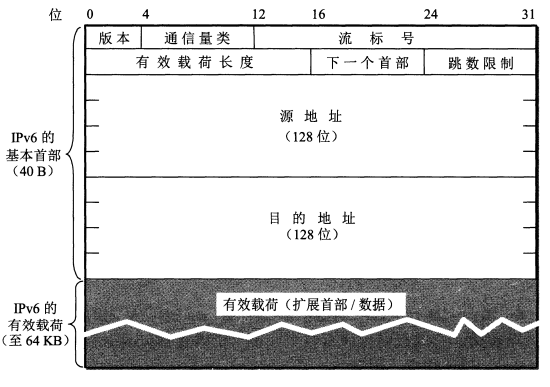 位 0 4 12 16 24 31
版本 通信量类 流标号
有效载荷长度 下一个首部 跳数限制
源地址
(128 位)
IPv6 的
基本首部
(40 B)
目的地址
(128 位)
IPv6 的
有效载荷
(至 64 KB)
有效载荷（扩展首部/数据）